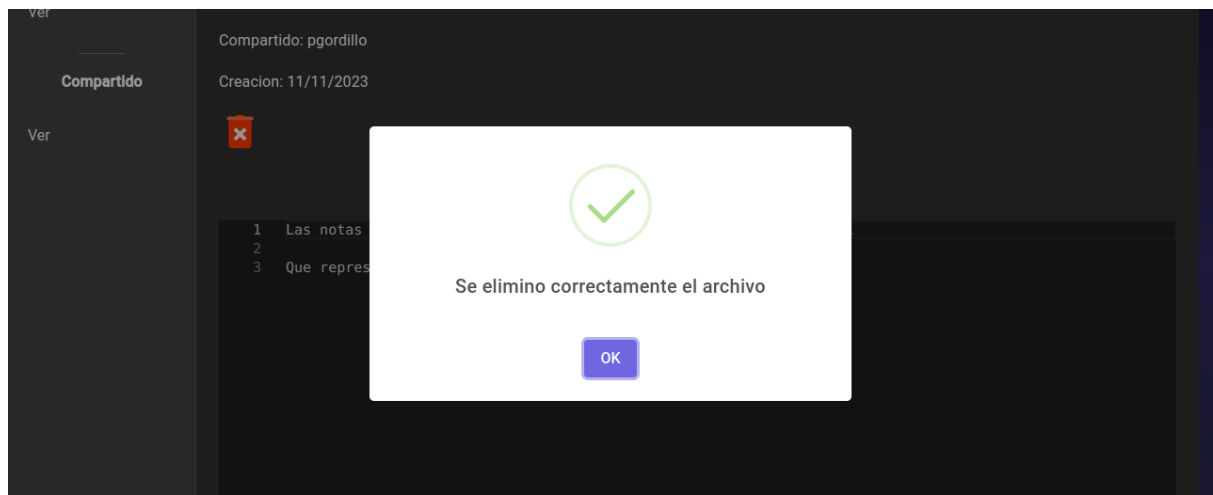 Ver
Compartido
Ver
Compartido: pgordillo
Creacion: 11/11/2023
1 Las notas
2
3 Que repres
Se elimino correctamente el archivo
OK